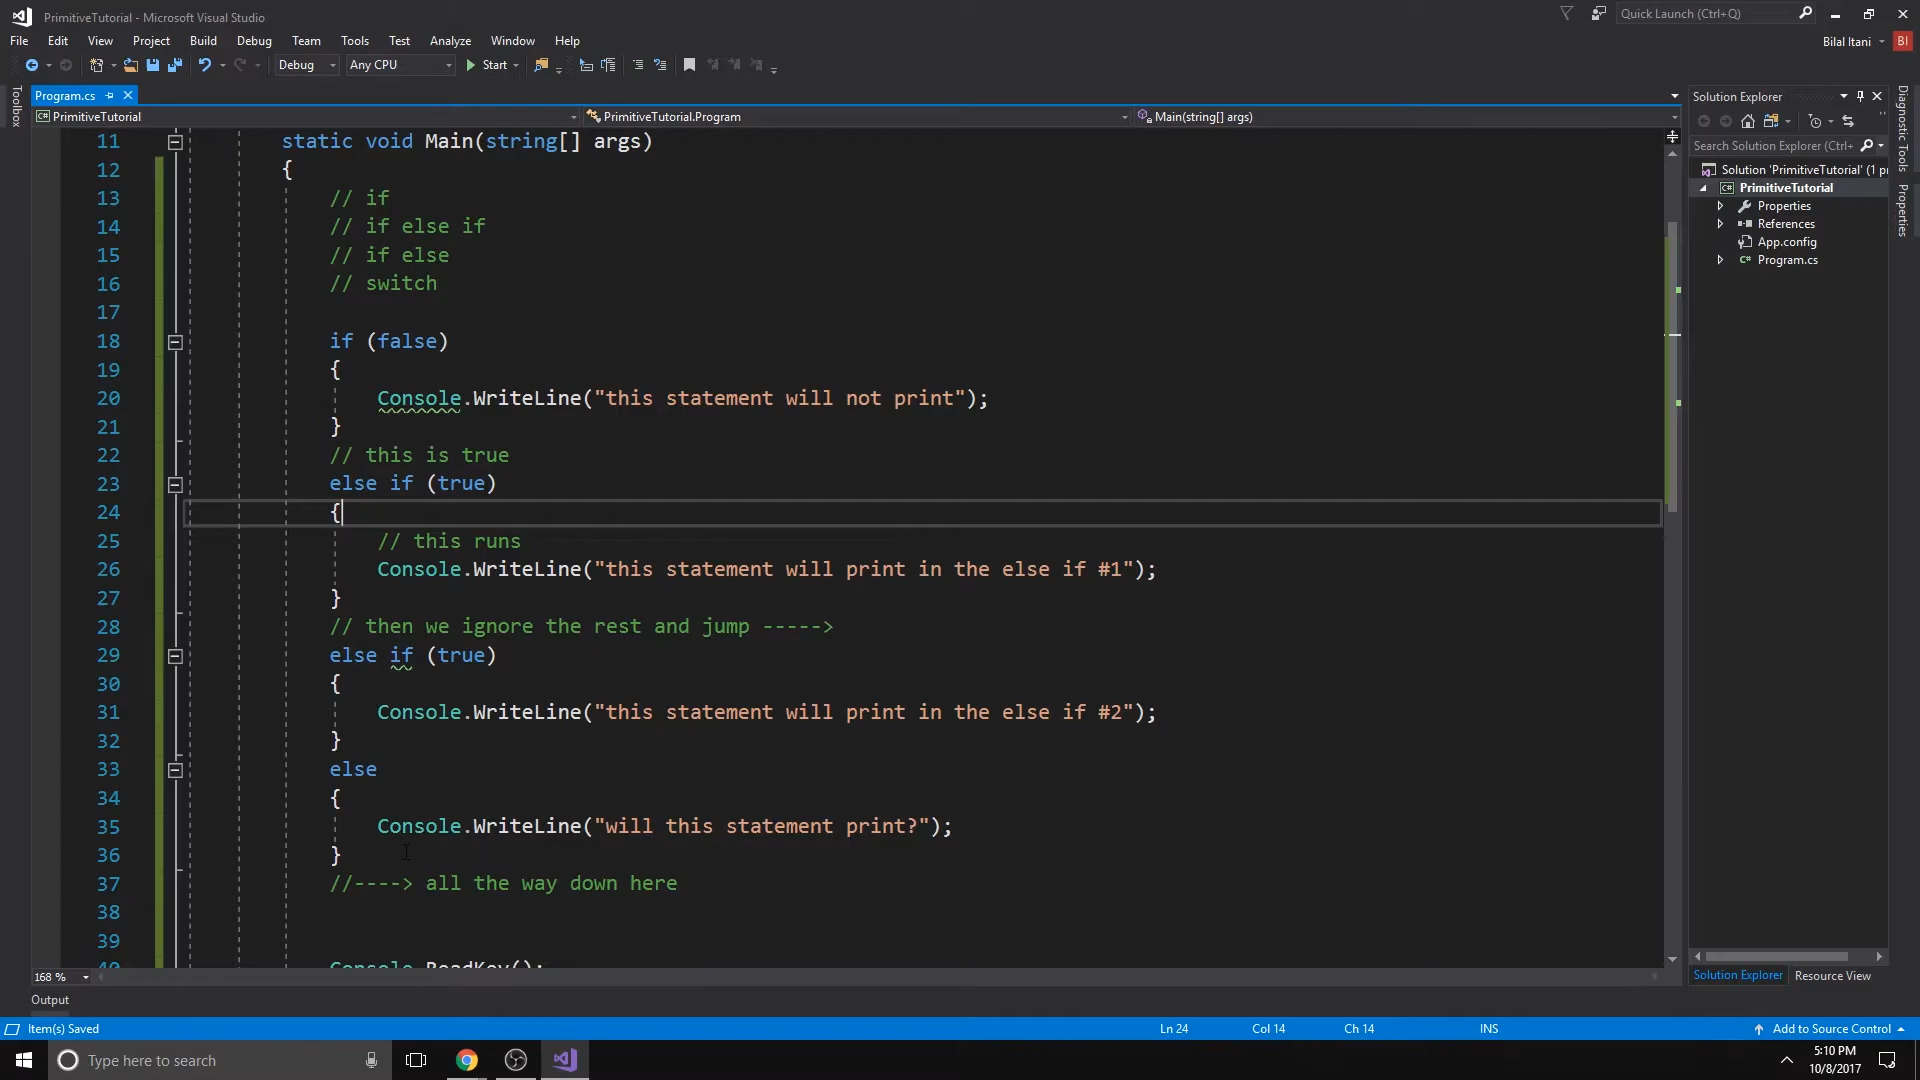 PrimitiveTutorial - Microsoft Visual Studio
Quick Launch (Ctrl+Q)
File Edit View Project Build Debug Team Tools Test Analyze Window Help
Bilal Itani BI
Debug Any CPU Start
Toolbox
Program.cs
PrimitiveTutorial PrimitiveTutorial.Program Main(string[] args)
11 static void Main(string[] args)
12 {
13 // if
14 // if else if
15 // if else
16 // switch
17
18 if (false)
19 {
20 Console.WriteLine("this statement will not print");
21 }
22 // this is true
23 else if (true)
24 {
25 // this runs
26 Console.WriteLine("this statement will print in the else if #1");
27 }
28 // then we ignore the rest and jump ----->
29 else if (true)
30 {
31 Console.WriteLine("this statement will print in the else if #2");
32 }
33 else
34 {
35 Console.WriteLine("will this statement print?");
36 }
37 //----> all the way down here
38
39
40 Console.ReadKey();
168 %
Solution Explorer
Search Solution Explorer (Ctrl+
Solution 'PrimitiveTutorial' (1 pr
PrimitiveTutorial
Properties
References
App.config
C# Program.cs
Solution Explorer Resource View
Diagnostic Tools
Properties
Output
Item(s) Saved Ln 24 Col 14 Ch 14 INS Add to Source Control
Type here to search
5:10 PM
10/8/2017